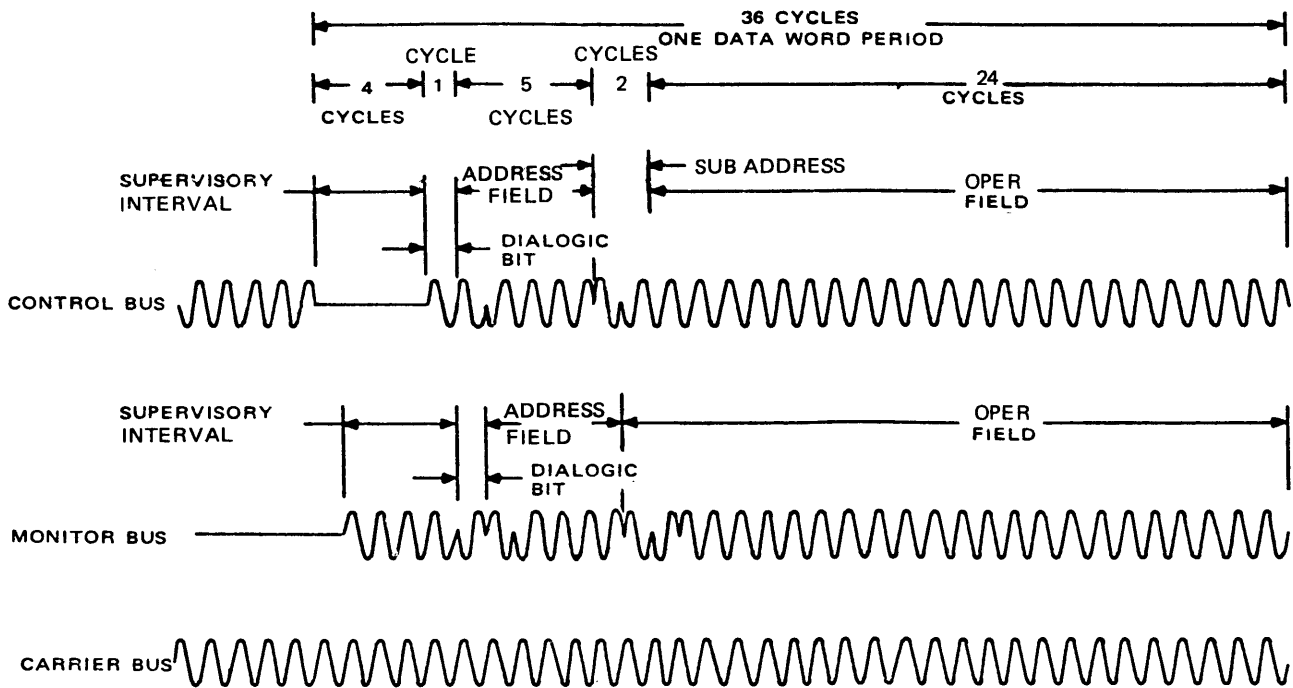 36 CYCLES
ONE DATA WORD PERIOD
CYCLE
CYCLES
4
1
5
2
24
CYCLES
CYCLES
CYCLES
SUPERVISORY
INTERVAL
ADDRESS
FIELD
SUB ADDRESS
OPER
FIELD
DIALOGIC
BIT
CONTROL BUS
SUPERVISORY
INTERVAL
ADDRESS
FIELD
OPER
FIELD
DIALOGIC
BIT
MONITOR BUS
CARRIER BUS